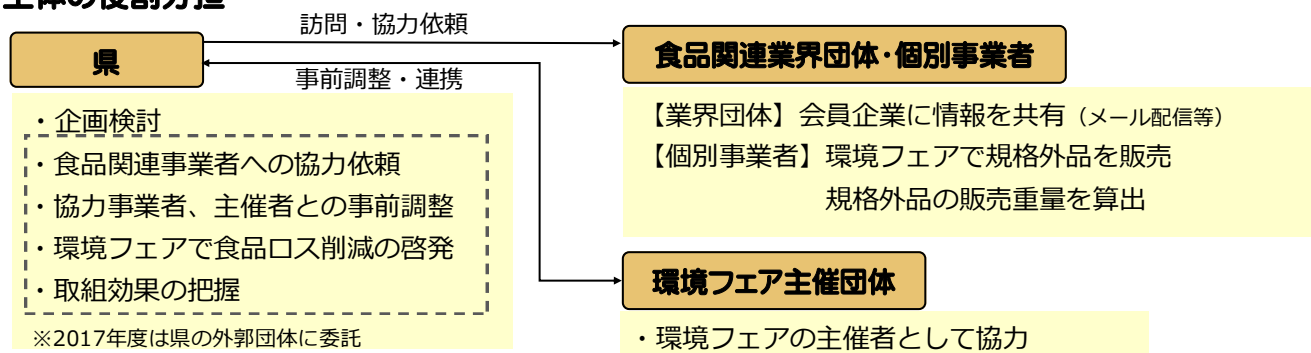 主体の役割分担
訪問・協力依頼
県
食品関連業界団体・個別事業者
事前調整・連携
・企画検討
・食品関連事業者への協力依頼
・協力事業者、主催者との事前調整
・環境フェアで食品ロス削減の啓発
・取組効果の把握
※2017年度は県の外郭団体に委託
【業界団体】会員企業に情報を共有（メール配信等）
【個別事業者】環境フェアで規格外品を販売
規格外品の販売重量を算出
環境フェア主催団体
・環境フェアの主催者として協力